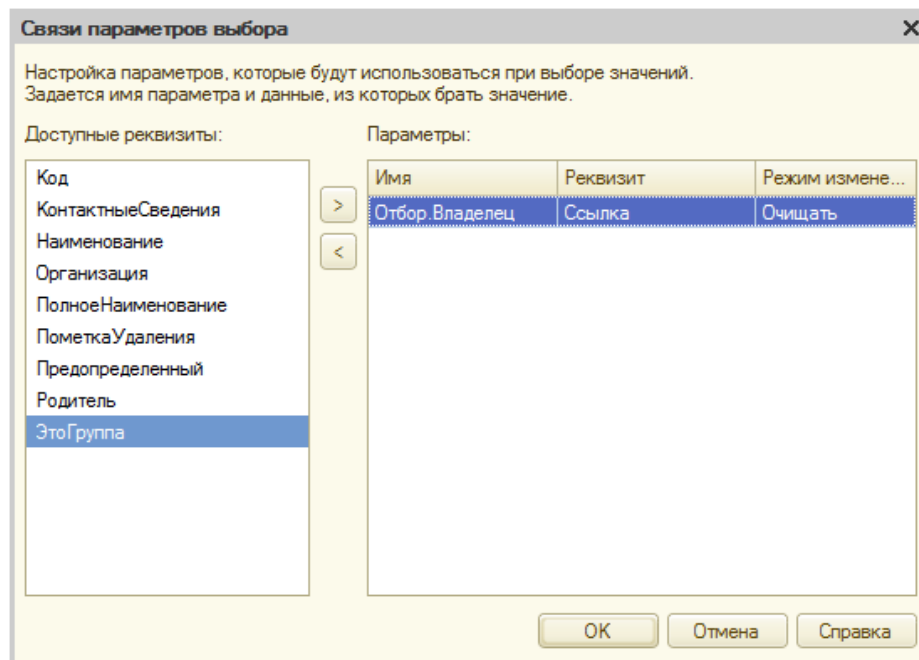 Связи параметров выбора
Настройка параметров, которые будут использоваться при выборе значений.
Задается имя параметра и данные, из которых брать значение.
Доступные реквизиты:
Код
КонтактныеСведения
Наименование
Организация
ПолноеНаименование
ПометкаУдаления
Предопределенный
Родитель
ЭтоГруппа
>
<
Параметры:
Имя Реквизит Режим измене...
Отбор.Владелец Ссылка Очищать
OK Отмена Справка